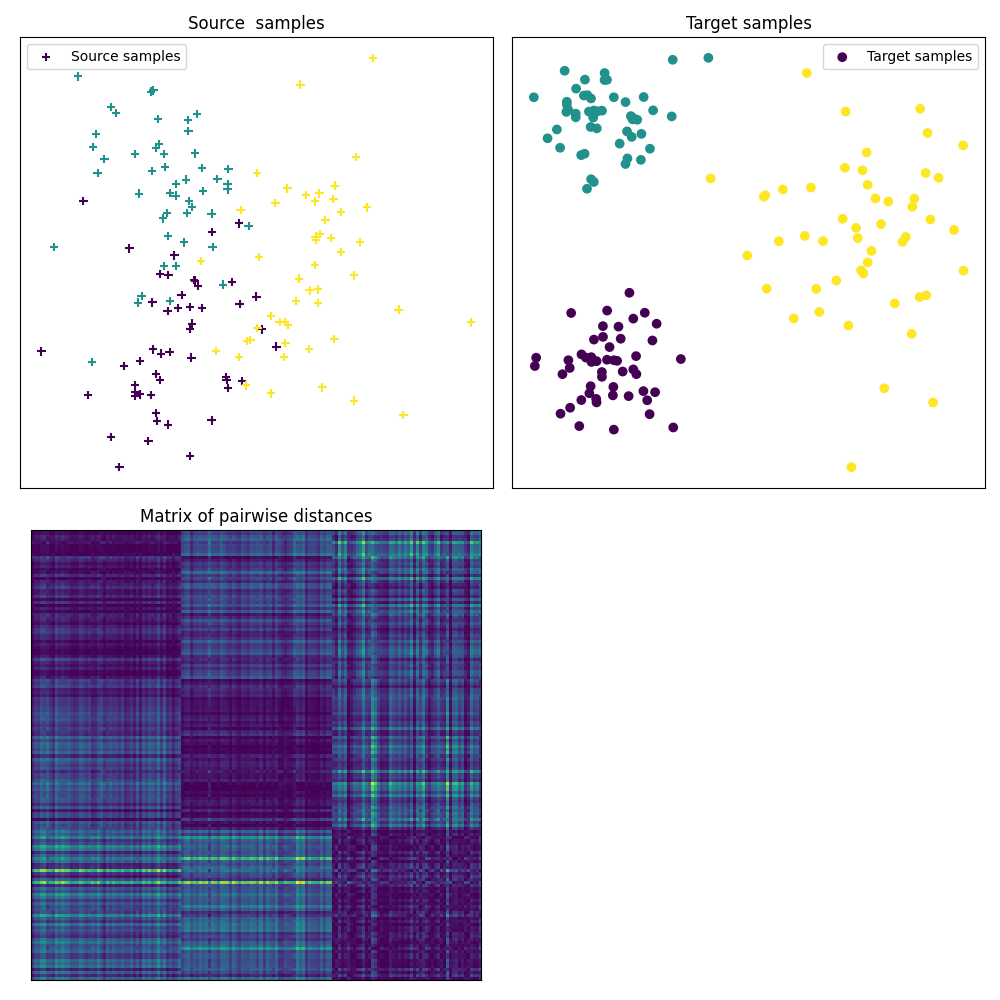 Source  samples
Source samples
Target samples
Target samples
Matrix of pairwise distances